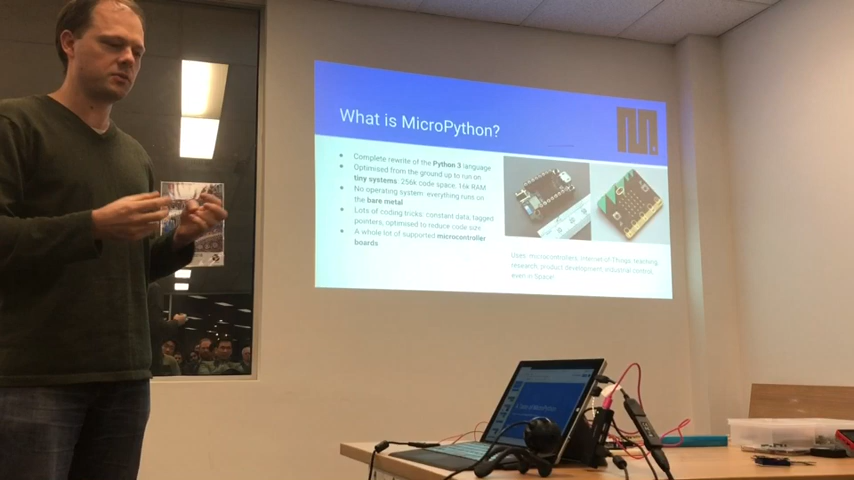 What is MicroPython?
Complete rewrite of the Python 3 language
Optimised from the ground up to run on
tiny systems: 256k code space, 16k RAM
No operating system: everything runs on
the bare metal
Lots of coding tricks: constant data, tagged
pointers, optimised to reduce code size
A whole lot of supported microcontroller
boards
Uses: microcontrollers, Internet of Things, teaching,
research, product development, industrial control,
even in Space!
A Taste of MicroPython